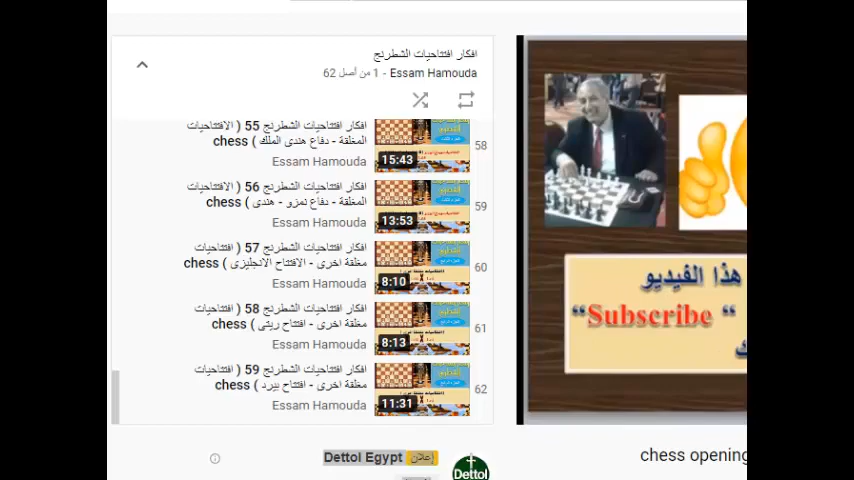 افكار افتتاحيات الشطرنج
Essam Hamouda - 1 من أصل 62
افكار افتتاحيات الشطرنج 55 ( الافتتاحيات
المغلقة - دفاع هندى الملك ) chess
Essam Hamouda
15:43
58
افكار افتتاحيات الشطرنج 56 ( الافتتاحيات
المغلقة - دفاع نمزو - هندى ) chess
Essam Hamouda
13:53
59
افكار افتتاحيات الشطرنج 57 ( افتتاحيات
مغلقة اخرى - الافتتاح الانجليزى ) chess
Essam Hamouda
8:10
60
افكار افتتاحيات الشطرنج 58 ( افتتاحيات
مغلقة اخرى - افتتاح ريتى ) chess
Essam Hamouda
8:13
61
افكار افتتاحيات الشطرنج 59 ( افتتاحيات
مغلقة اخرى - افتتاح بيرد ) chess
Essam Hamouda
11:31
62
هذا الفيديو
“Subscribe “
إعلان Dettol Egypt
Dettol
chess opening